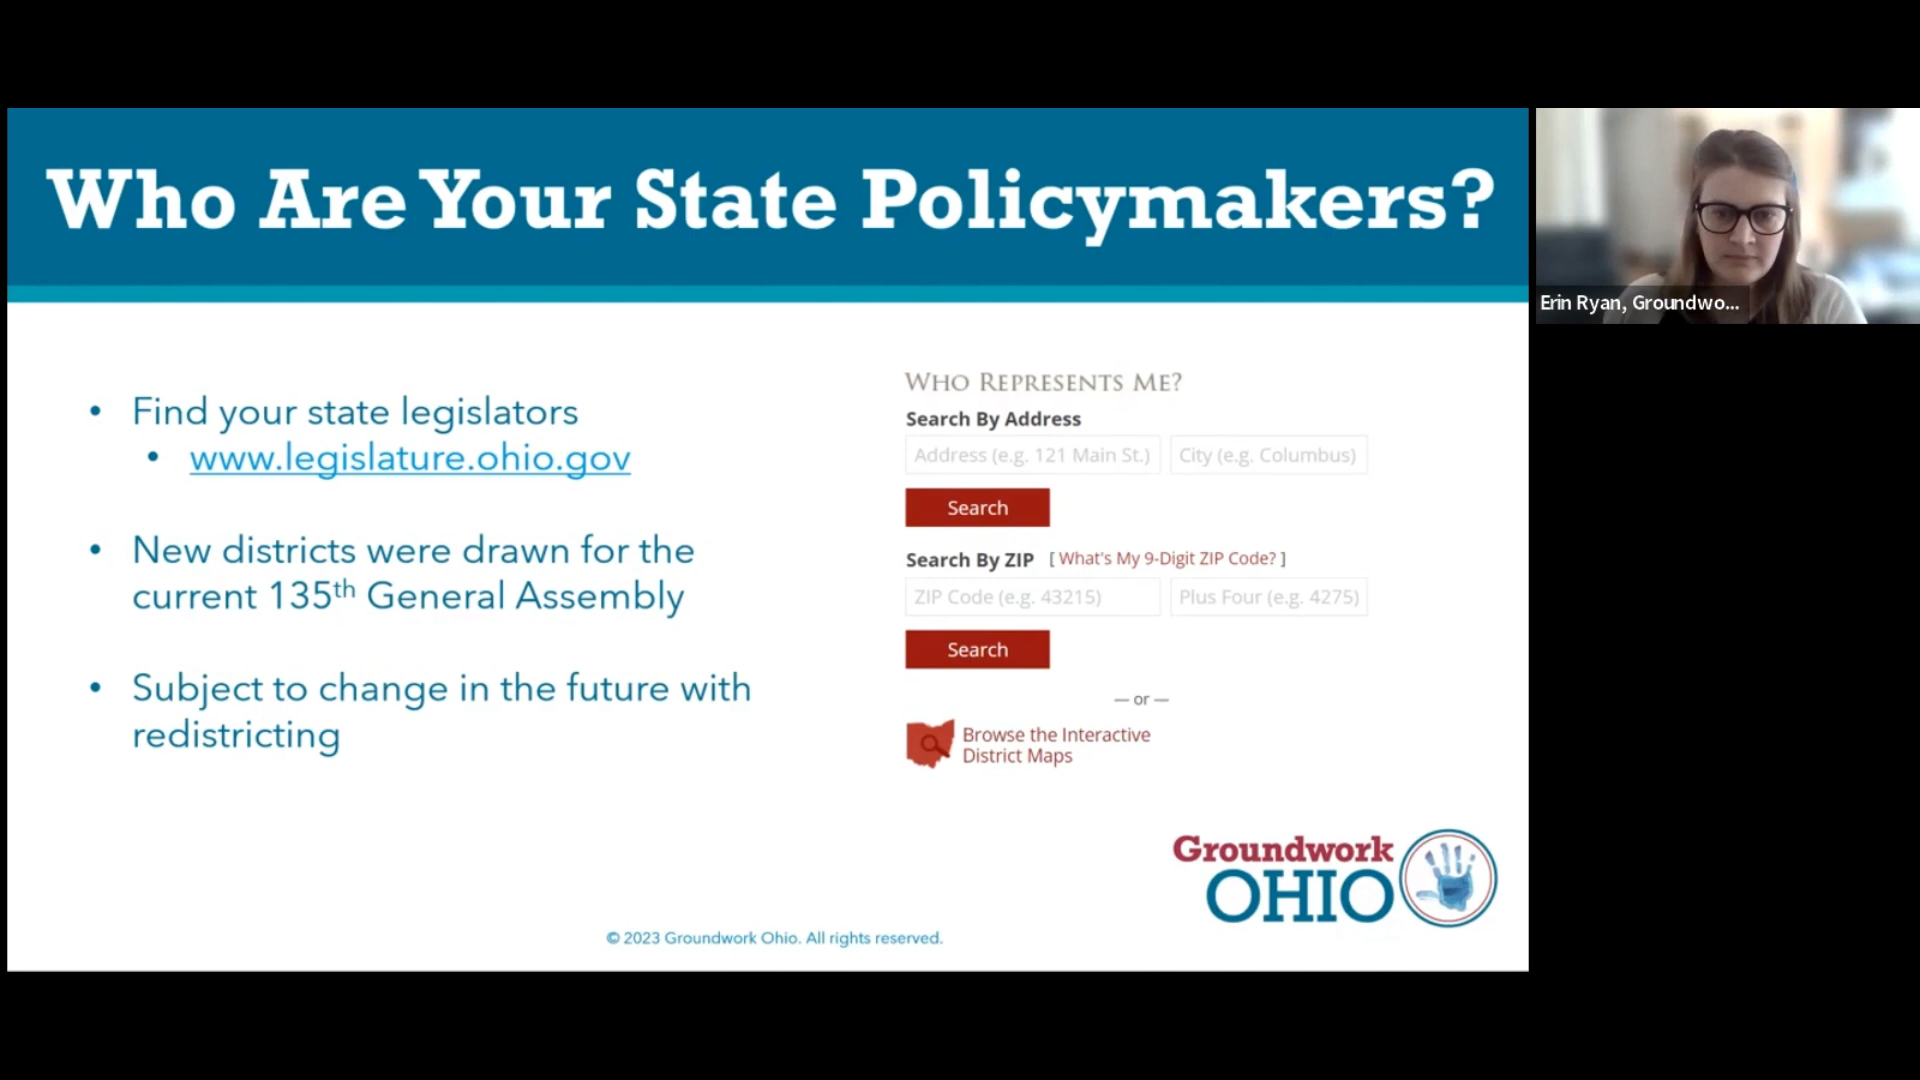 Who Are Your State Policymakers?
Erin Ryan, Groundwo...
• Find your state legislators
• www.legislature.ohio.gov
• New districts were drawn for the
current 135th General Assembly
• Subject to change in the future with
redistricting
WHO REPRESENTS ME?
Search By Address
Address (e.g. 121 Main St.) City (e.g. Columbus)
Search
Search By ZIP [ What's My 9-Digit ZIP Code? ]
ZIP Code (e.g. 43215) Plus Four (e.g. 4275)
Search
— or —
Browse the Interactive
District Maps
Groundwork
OHIO
© 2023 Groundwork Ohio. All rights reserved.